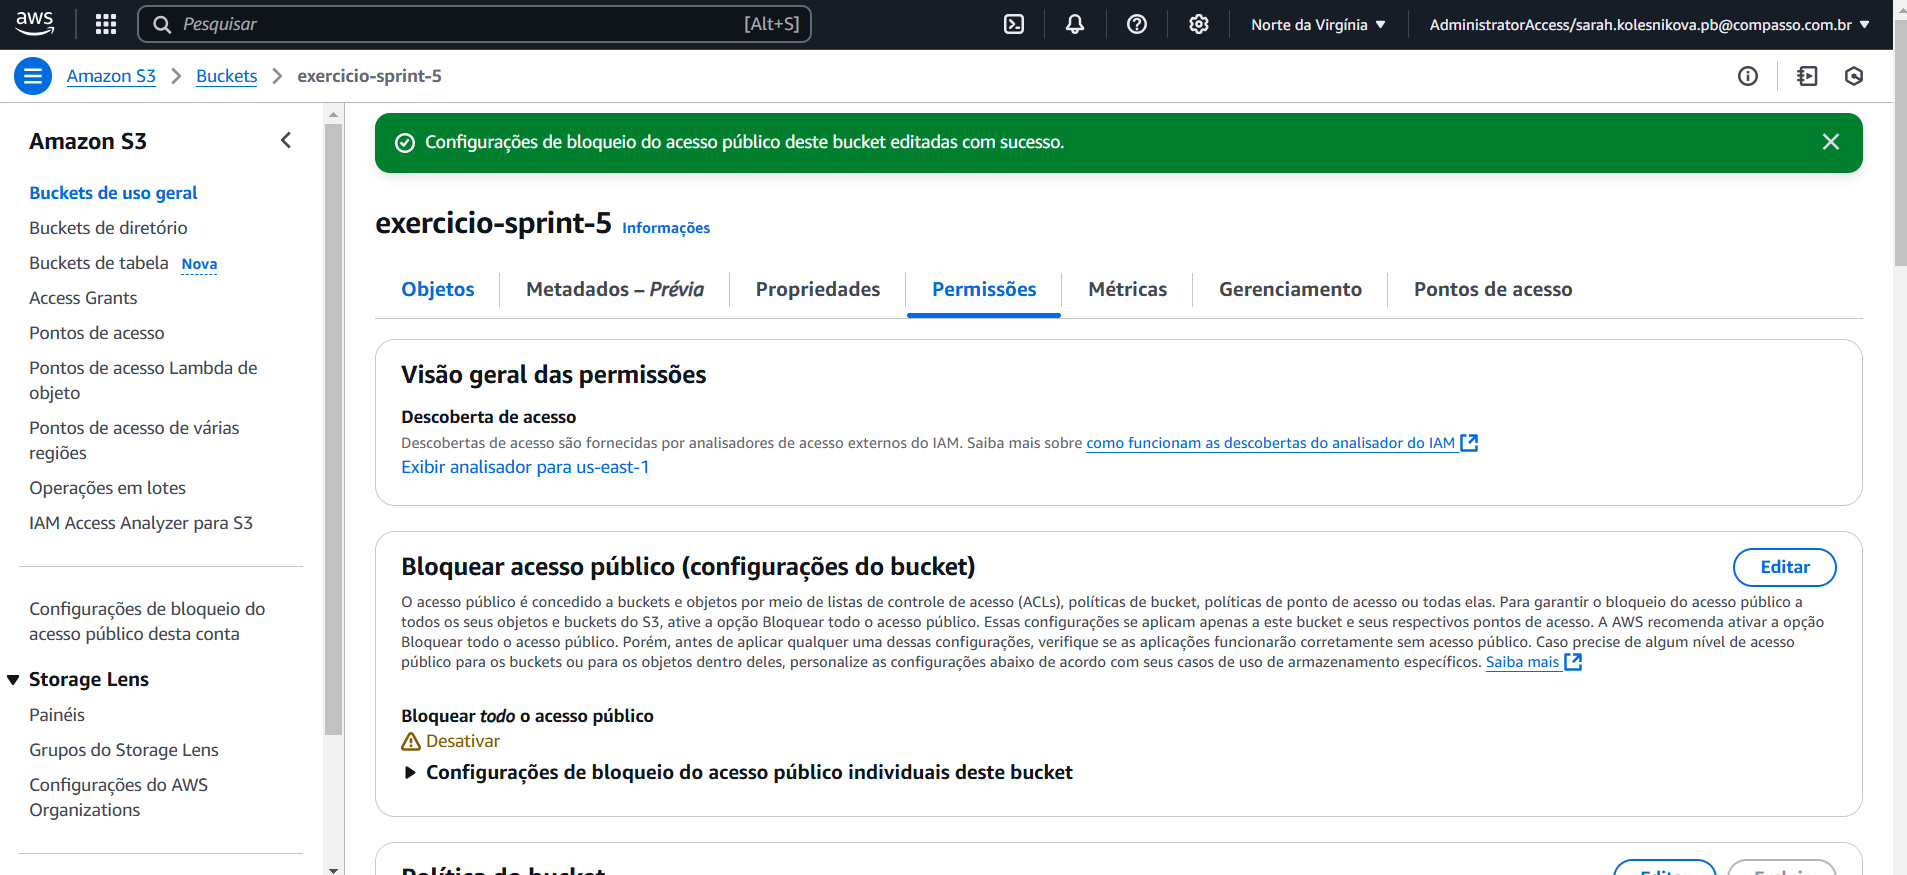 aws
Pesquisar
[Alt+S]
Norte da Virgínia
AdministratorAccess/sarah.kolesnikova.pb@compasso.com.br
Amazon S3
Buckets
exercicio-sprint-5
Amazon S3
Buckets de uso geral
Buckets de diretório
Buckets de tabela Nova
Access Grants
Pontos de acesso
Pontos de acesso Lambda de
objeto
Pontos de acesso de várias
regiões
Operações em lotes
IAM Access Analyzer para S3
Configurações de bloqueio do
acesso público desta conta
Storage Lens
Painéis
Grupos do Storage Lens
Configurações do AWS
Organizations
Configurações de bloqueio do acesso público deste bucket editadas com sucesso.
exercicio-sprint-5 Informações
Objetos
Metadados – Prévia
Propriedades
Permissões
Métricas
Gerenciamento
Pontos de acesso
Visão geral das permissões
Descoberta de acesso
Descobertas de acesso são fornecidas por analisadores de acesso externos do IAM. Saiba mais sobre como funcionam as descobertas do analisador do IAM
Exibir analisador para us-east-1
Bloquear acesso público (configurações do bucket)
Editar
O acesso público é concedido a buckets e objetos por meio de listas de controle de acesso (ACLs), políticas de bucket, políticas de ponto de acesso ou todas elas. Para garantir o bloqueio do acesso público a
todos os seus objetos e buckets do S3, ative a opção Bloquear todo o acesso público. Essas configurações se aplicam apenas a este bucket e seus respectivos pontos de acesso. A AWS recomenda ativar a opção
Bloquear todo o acesso público. Porém, antes de aplicar qualquer uma dessas configurações, verifique se as aplicações funcionarão corretamente sem acesso público. Caso precise de algum nível de acesso
público para os buckets ou para os objetos dentro deles, personalize as configurações abaixo de acordo com seus casos de uso de armazenamento específicos. Saiba mais
Bloquear todo o acesso público
Desativar
Configurações de bloqueio do acesso público individuais deste bucket
Política do bucket
Editar
Excluir